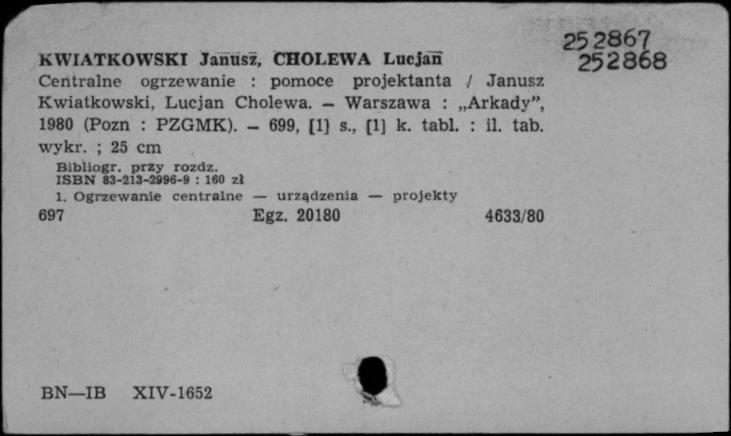 252867
252868
KWIATKOWSKI Janusz, CHOLEWA Lucjan
Centralne ogrzewanie : pomoce projektanta / Janusz
Kwiatkowski, Lucjan Cholewa. — Warszawa : „Arkady”,
1980 (Pozn : PZGMK). — 699, [1] s., [1] k. tabl. : il. tab.
wykr. ; 25 cm
Bibliogr. przy rozdz.
ISBN 83-213-2996-9 : 160 zł
1. Ogrzewanie centralne — urządzenia — projekty
697 Egz. 20180 4633/80
BN—IB XIV-1652